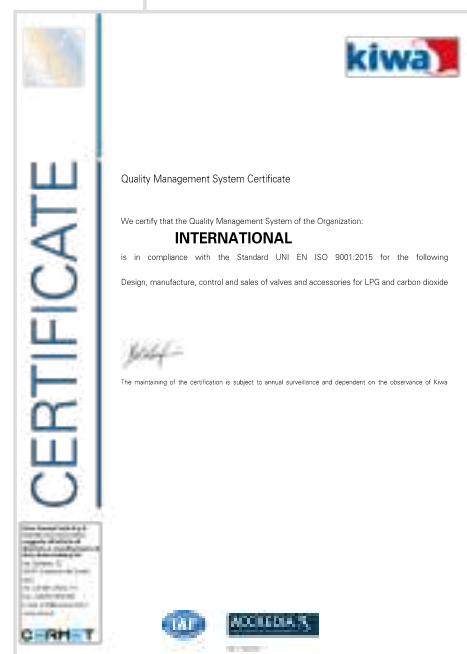 kiwa
CERTIFICATE
Quality Management System Certificate
We certify that the Quality Management System of the Organization:
INTERNATIONAL
is in compliance with the Standard UNI EN ISO 9001:2015 for the following
Design, manufacture, control and sales of valves and accessories for LPG and carbon dioxide
The maintaining of the certification is subject to annual surveillance and dependent on the observance of Kiwa
IAF
ACCREDIA
CERMET